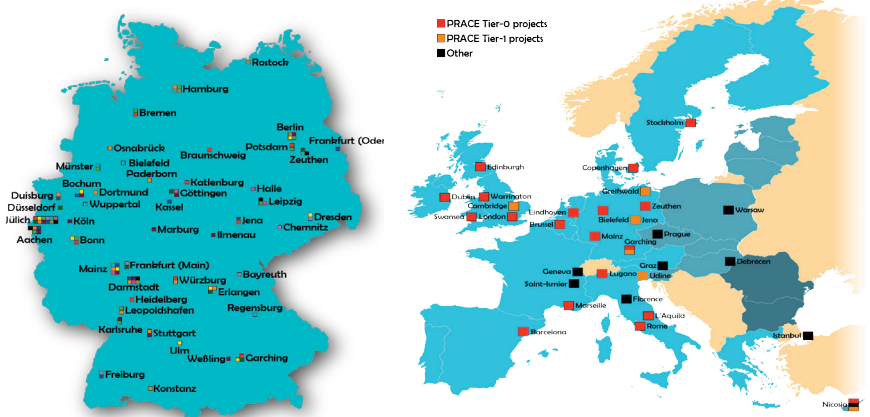 Rostock
Hamburg
Bremen
Berlin
Osnabrück
Potsdam
Frankfurt (Oder
Braunschweig
Zeuthen
Bielefeld
Münster
Paderborn
Katlenburg
Bochum
Dortmund
Göttingen
Halle
Duisburg
Wuppertal
Kassel
Leipzig
Düsseldorf
Jülich
Köln
Jena
Dresden
Marburg
Ilmenau
Chemnitz
Aachen
Bonn
Mainz
Frankfurt (Main)
Bayreuth
Darmstadt
Würzburg
Erlangen
Heidelberg
Leopoldshafen
Regensburg
Karlsruhe
Stuttgart
Ulm
Weßling
Garching
Freiburg
Konstanz
PRACE Tier-0 projects
PRACE Tier-1 projects
Other
Stockholm
Edinburgh
Copenhagen
Dublin
Warrington
Greifswald
Cambridge
Eindhoven
Zeuthen
Warsaw
Swansea
London
Bielefeld
Jena
Brussel
Mainz
Prague
Garching
Geneva
Lugano
Graz
Debrecen
Saint-Ismier
Udine
Marseille
Florence
L'Aquila
Barcelona
Rome
Istanbul
Nicosia